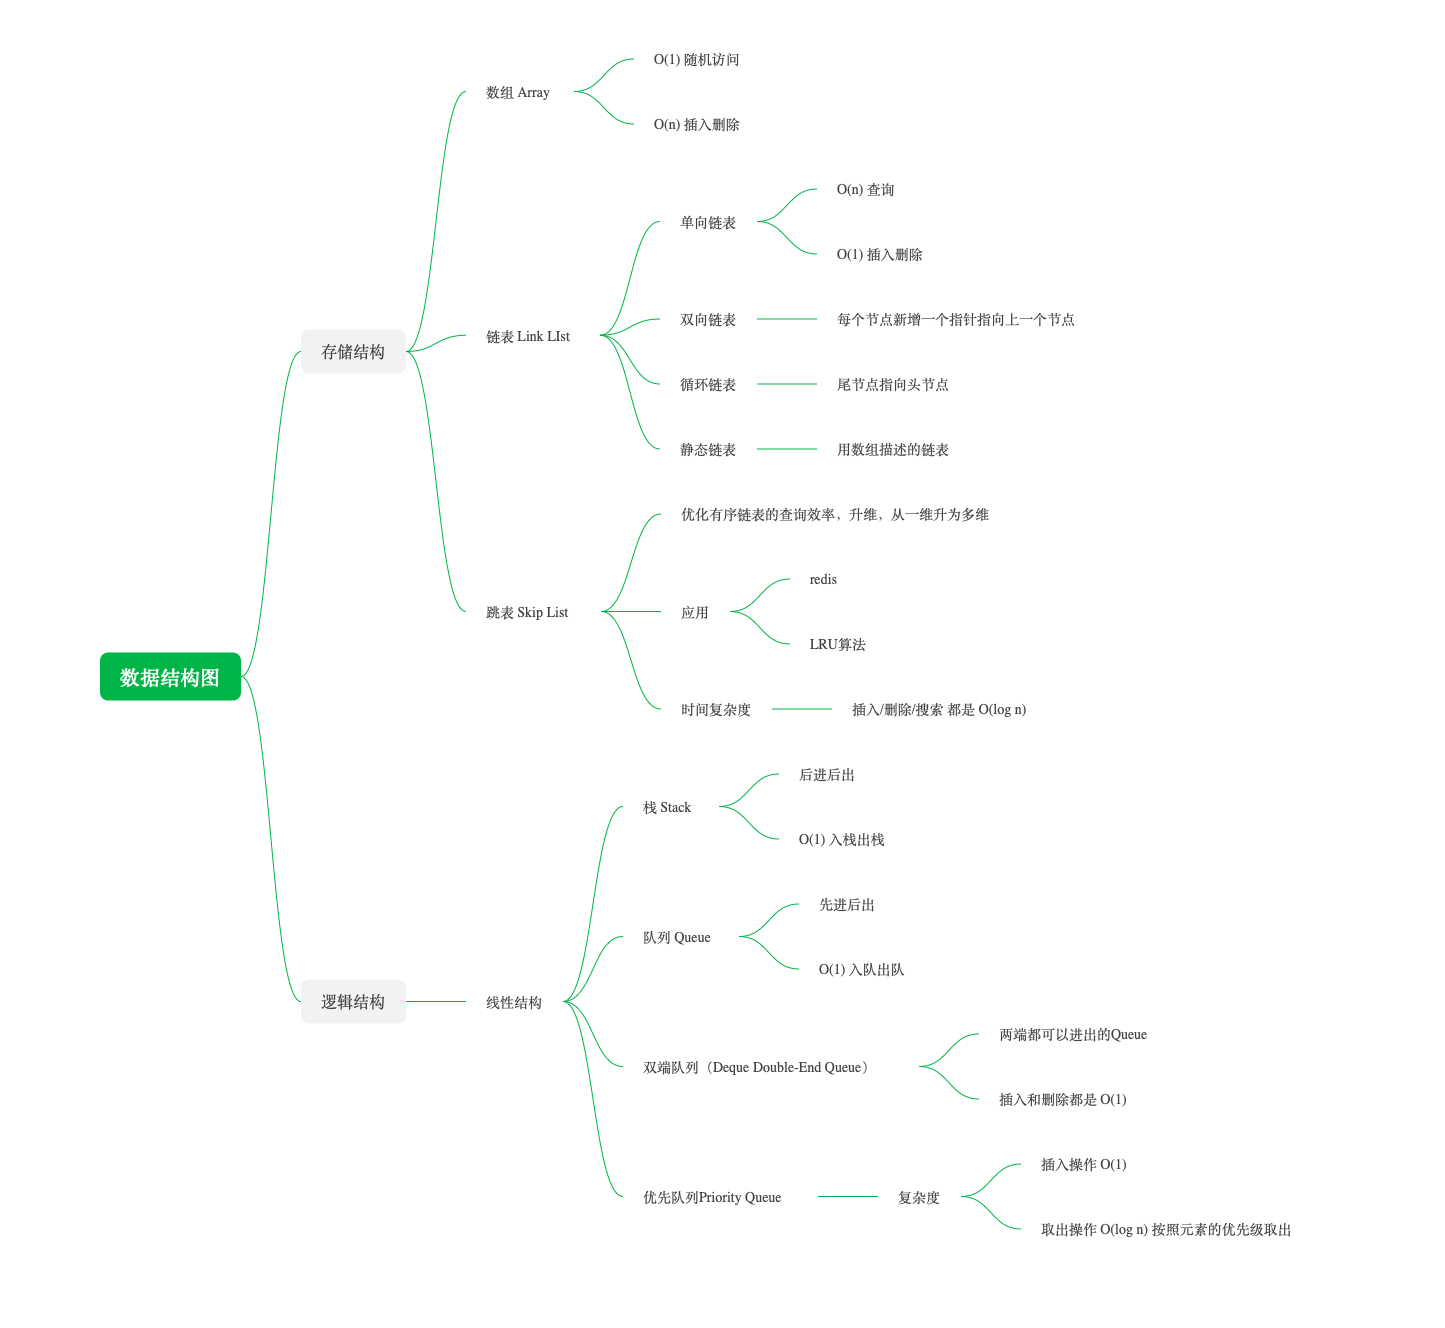 数据结构图
存储结构
数组 Array
O(1) 随机访问
O(n) 插入删除
链表 Link LIst
单向链表
O(n) 查询
O(1) 插入删除
双向链表
每个节点新增一个指针指向上一个节点
循环链表
尾节点指向头节点
静态链表
用数组描述的链表
跳表 Skip List
优化有序链表的查询效率，升维，从一维升为多维
应用
redis
LRU算法
时间复杂度
插入/删除/搜索 都是 O(log n)
逻辑结构
线性结构
栈 Stack
后进后出
O(1) 入栈出栈
队列 Queue
先进后出
O(1) 入队出队
双端队列（Deque Double-End Queue）
两端都可以进出的Queue
插入和删除都是 O(1)
优先队列Priority Queue
复杂度
插入操作 O(1)
取出操作 O(log n) 按照元素的优先级取出